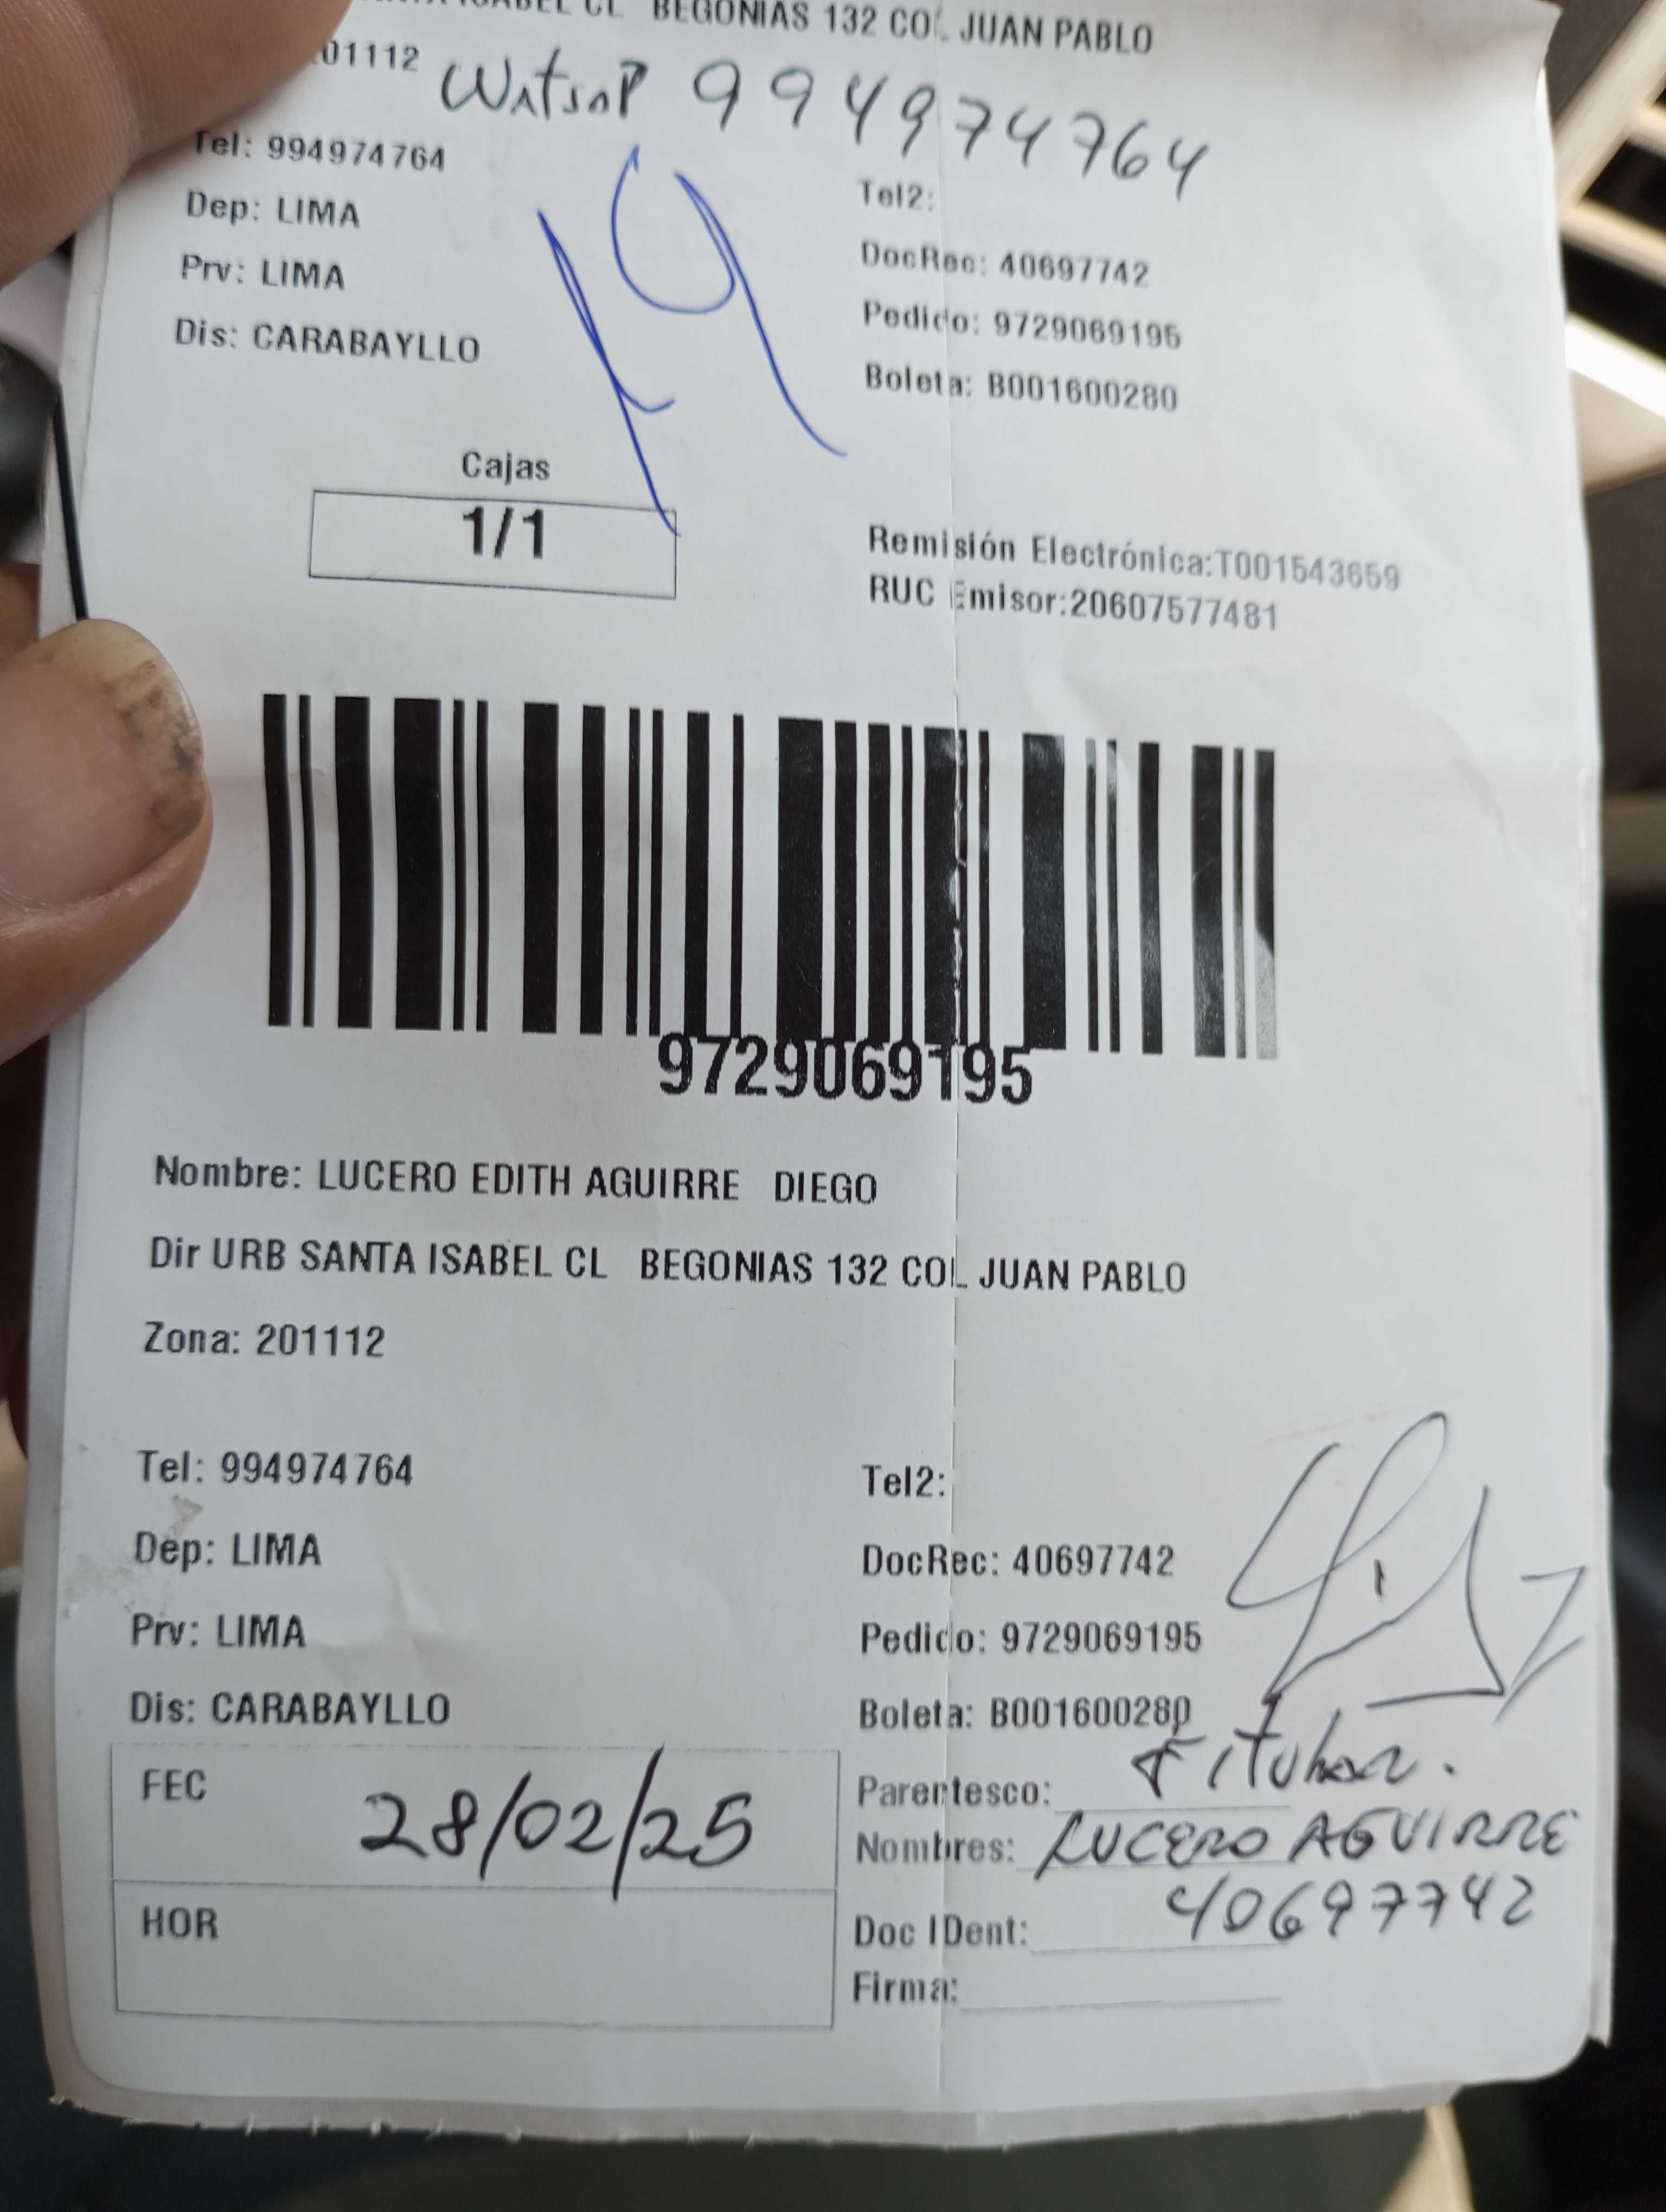 ISABEL CL BEGONIAS 132 COL JUAN PABLO
01112 WatsaP 994974764
Tel: 994974764
Tel2:
Dep: LIMA
DocRec: 40697742
Prv: LIMA
Pedido: 9729069195
Dis: CARABAYLLO
Boleta: B001600280
Cajas
1/1
Remisión Electrónica:T001543659
RUC Emisor:20607577481
9729069195
Nombre: LUCERO EDITH AGUIRRE DIEGO
Dir URB SANTA ISABEL CL BEGONIAS 132 COL JUAN PABLO
Zona: 201112
Tel: 994974764
Tel2:
Dep: LIMA
DocRec: 40697742
Prv: LIMA
Pedido: 9729069195
Dis: CARABAYLLO
Boleta: B001600280
FEC 28/02/25
Parentesco: Titular.
Nombres: LUCERO AGUIRRE
HOR
Doc IDent: 40697742
Firma: